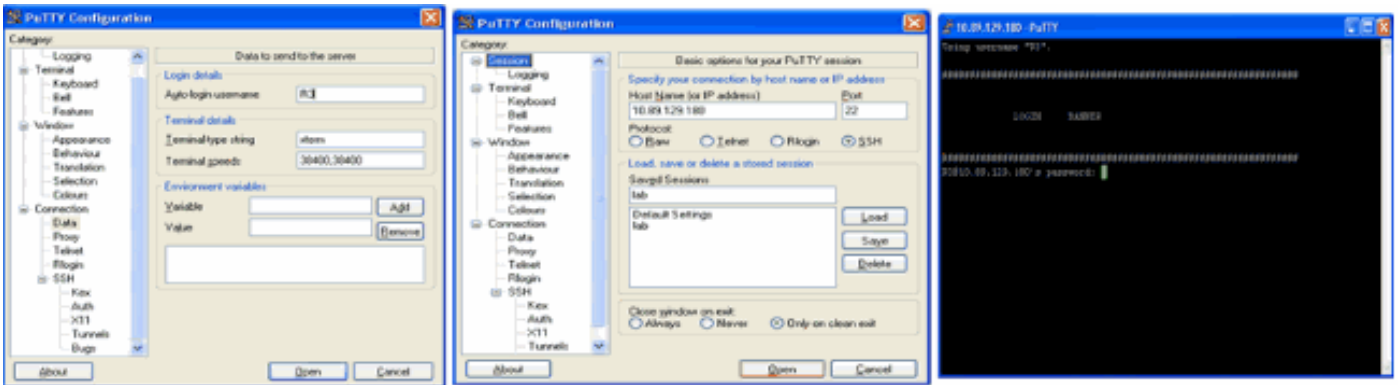 PuTTY Configuration
Category:
Logging
Terminal
Keyboard
Bell
Features
Window
Appearance
Behaviour
Translation
Selection
Colours
Connection
Data
Proxy
Telnet
Rlogin
SSH
Kex
Auth
X11
Tunnels
Bugs
Data to send to the server
Login details
Auto-login username
Terminal details
Terminal-type string xterm
Terminal speeds 38400,38400
Environment variables
Variable Add
Value Remove
About Open Cancel
PuTTY Configuration
Category:
Session
Logging
Terminal
Keyboard
Bell
Features
Window
Appearance
Behaviour
Translation
Selection
Colours
Connection
Data
Proxy
Telnet
Rlogin
SSH
Kex
Auth
X11
Tunnels
Basic options for your PuTTY session
Specify your connection by host name or IP address
Host Name (or IP address) Port
10.89.129.180 22
Protocol:
Raw Telnet Rlogin SSH
Load, save or delete a stored session
Saved Sessions
lab
Default Settings
lab
Load
Save
Delete
Close window on exit:
Always Never Only on clean exit
About Open Cancel
10.89.129.180 - PuTTY
Using username
LOGIN BANNER
password: